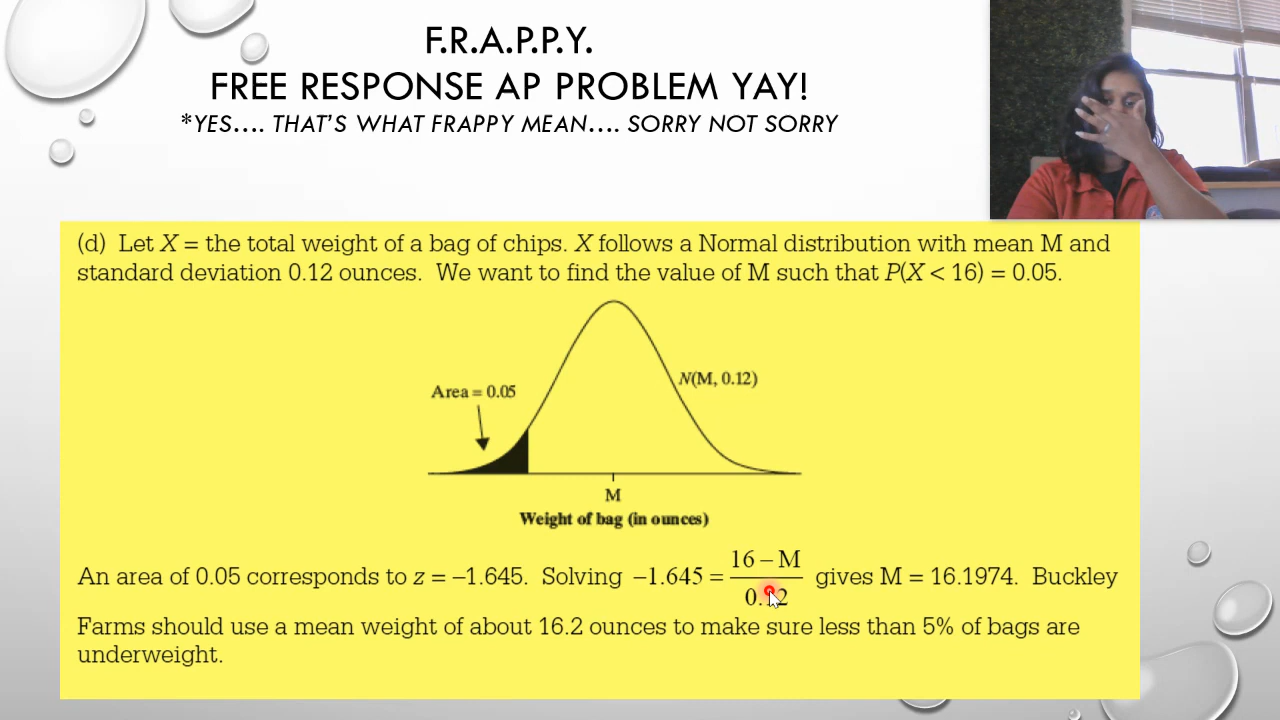 F.R.A.P.P.Y.
FREE RESPONSE AP PROBLEM YAY!
*YES.... THAT'S WHAT FRAPPY MEAN.... SORRY NOT SORRY
(d) Let X = the total weight of a bag of chips. X follows a Normal distribution with mean M and
standard deviation 0.12 ounces. We want to find the value of M such that P(X < 16) = 0.05.
Area = 0.05
N(M, 0.12)
M
Weight of bag (in ounces)
An area of 0.05 corresponds to z = −1.645. Solving −1.645 = (16 − M)/0.12 gives M = 16.1974. Buckley
Farms should use a mean weight of about 16.2 ounces to make sure less than 5% of bags are
underweight.